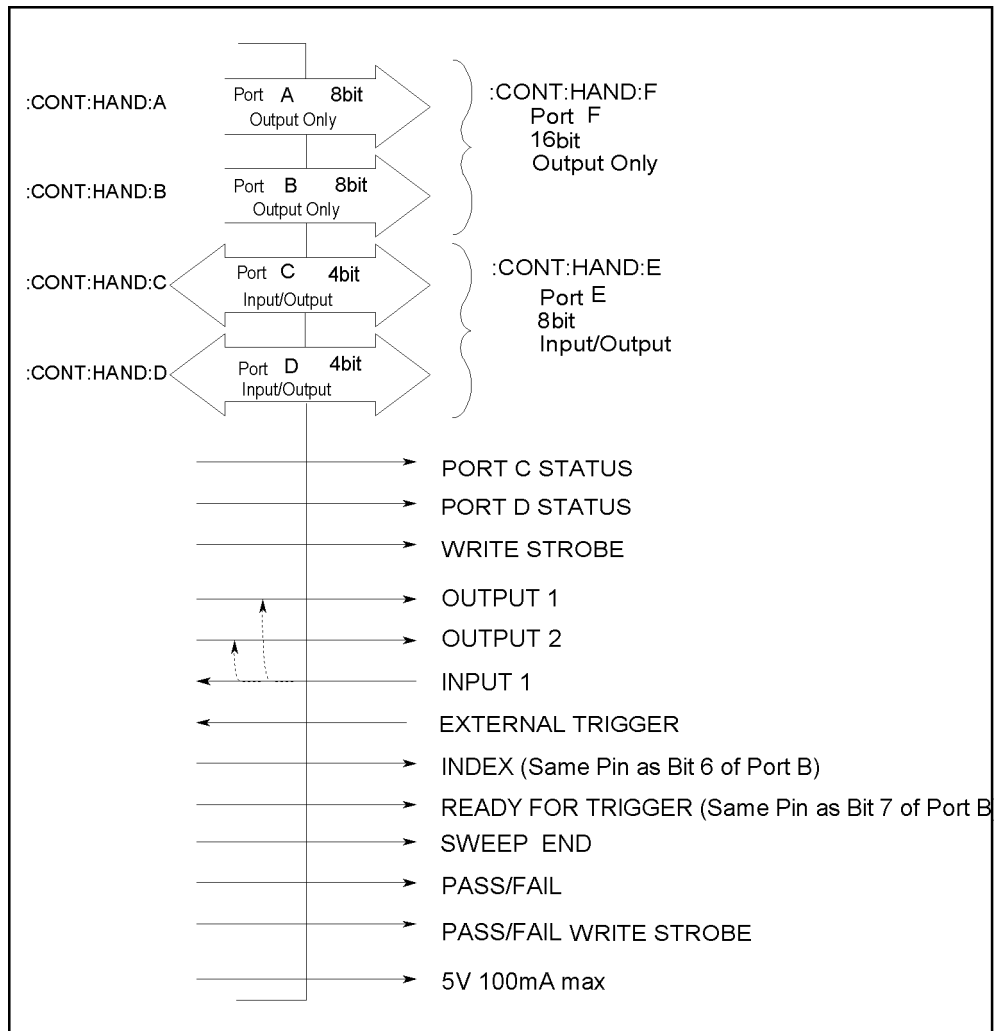 :CONT:HAND:A
Port A 8bit
Output Only
:CONT:HAND:F
Port F
16bit
Output Only
:CONT:HAND:B
Port B 8bit
Output Only
:CONT:HAND:C
Port C 4bit
Input/Output
:CONT:HAND:E
Port E
8bit
Input/Output
:CONT:HAND:D
Port D 4bit
Input/Output
PORT C STATUS
PORT D STATUS
WRITE STROBE
OUTPUT 1
OUTPUT 2
INPUT 1
EXTERNAL TRIGGER
INDEX (Same Pin as Bit 6 of Port B)
READY FOR TRIGGER (Same Pin as Bit 7 of Port B
SWEEP END
PASS/FAIL
PASS/FAIL WRITE STROBE
5V 100mA max